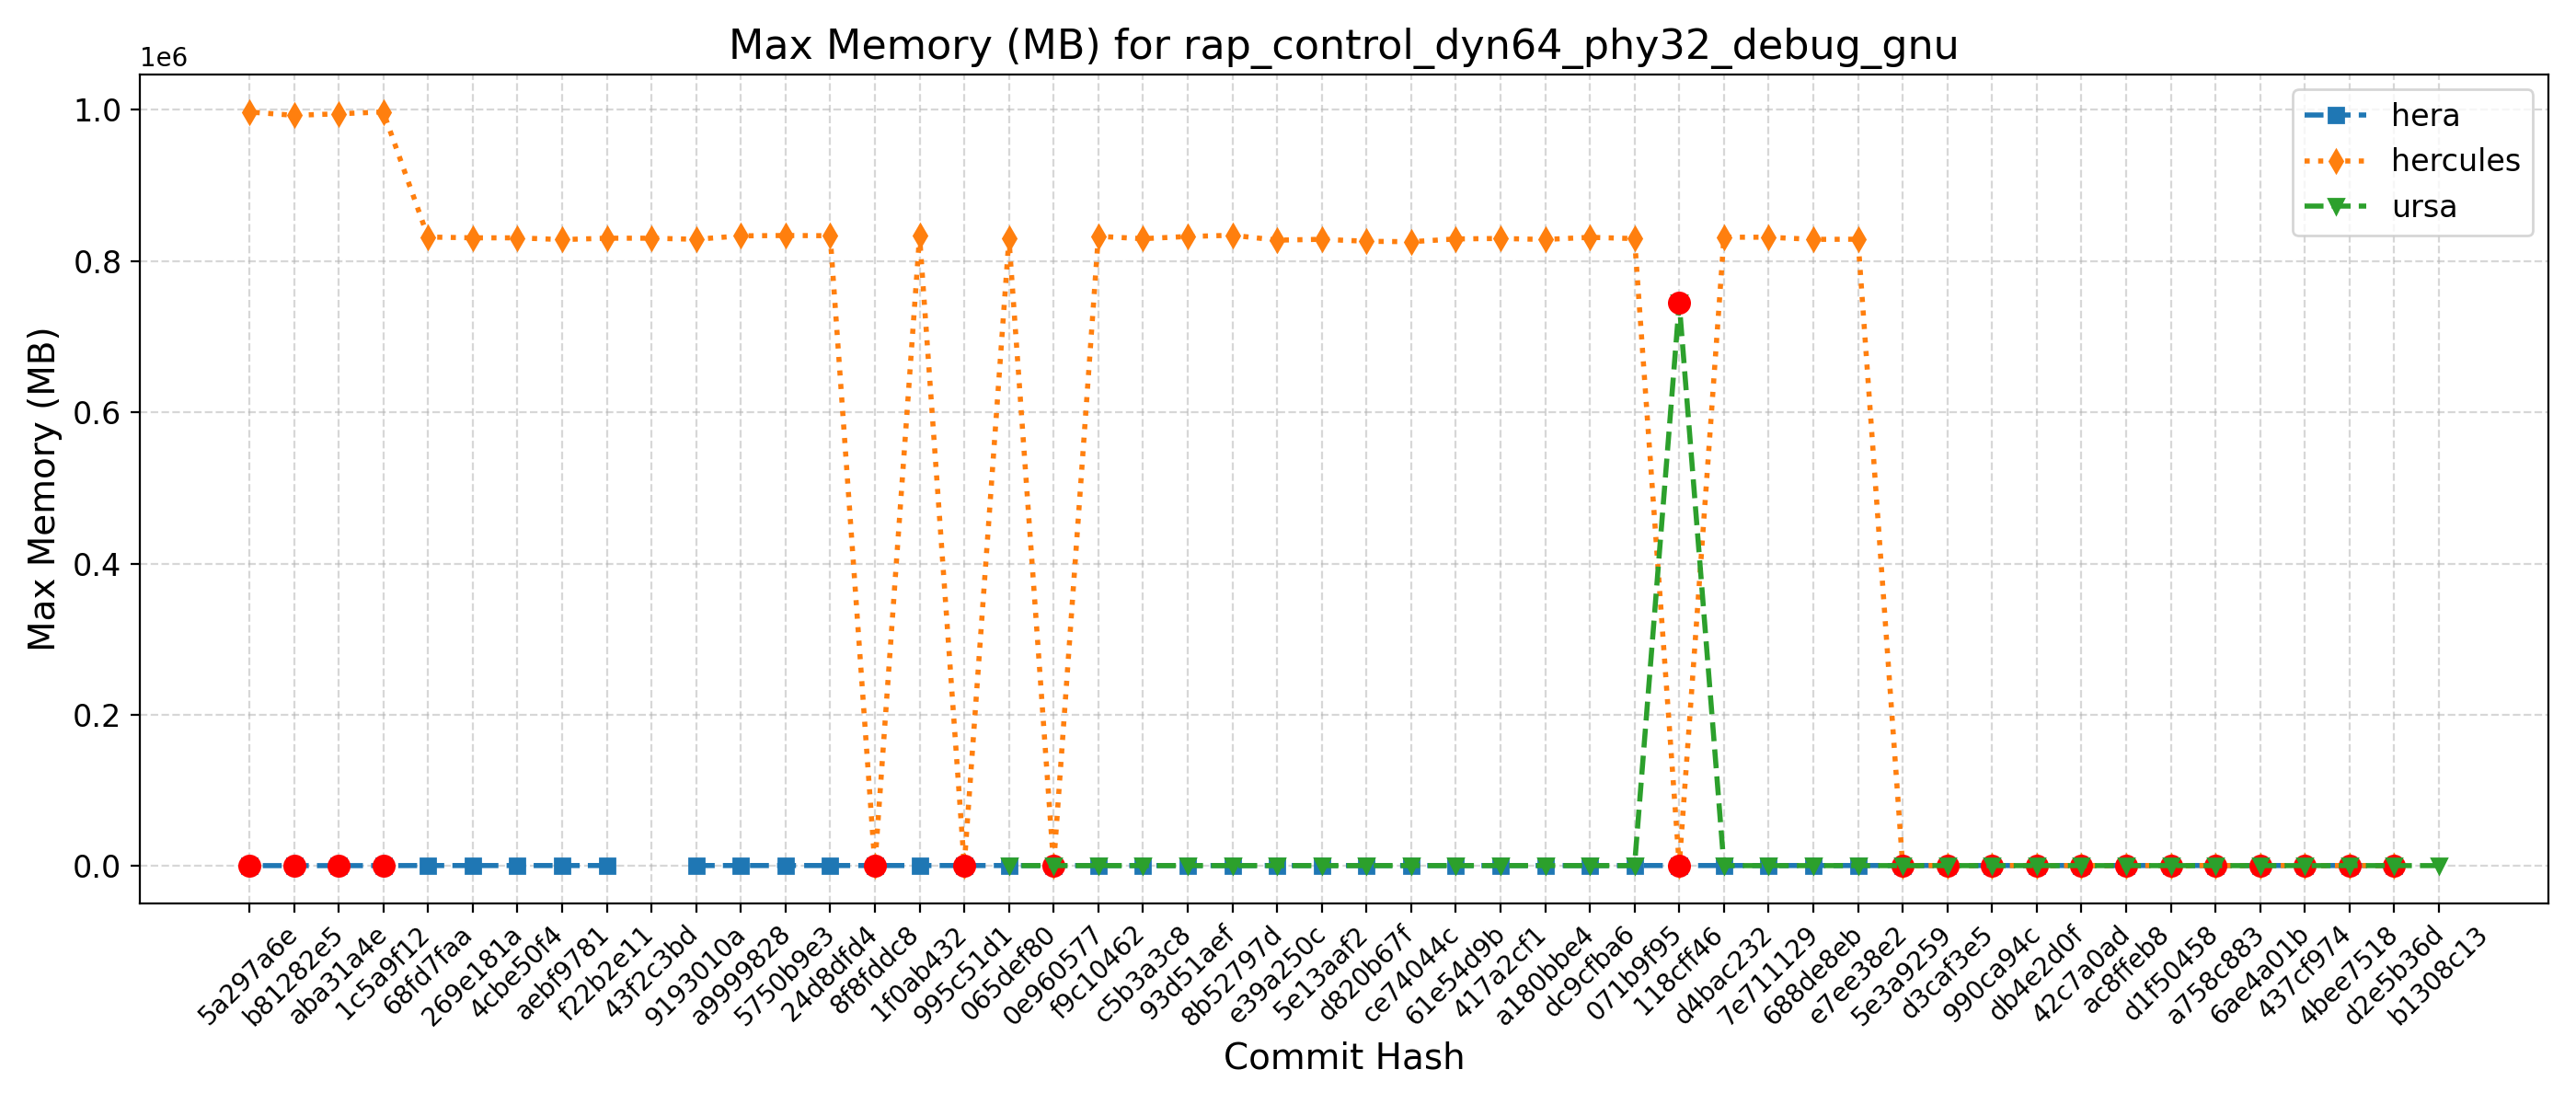 Max Memory (MB) for rap_control_dyn64_phy32_debug_gnu
1e6
1.0
0.8
0.6
0.4
0.2
0.0
Max Memory (MB)
hera
hercules
ursa
5a297a6e
b81282e5
aba31a4e
1c5a9f12
68fd7faa
269e181a
4cbe50f4
aebf9781
f22b2e11
43f2c3bd
9193010a
a9999828
5750b9e3
24d8dfd4
8f8fddc8
1f0ab432
995c51d1
065def80
0e960577
f9c10462
c5b3a3c8
93d51aef
8b52797d
e39a250c
5e13aaf2
d820b67f
ce74044c
61e54d9b
417a2cf1
a180bbe4
dc9cfba6
071b9f95
118cff46
d4bac232
7e711129
688de8eb
e7ee38e2
5e3a9259
d3caf3e5
990ca94c
db4e2d0f
42c7a0ad
ac8ffeb8
d1f50458
a758c883
6ae4a01b
437cf974
4bee7518
d2e5b36d
b1308c13
Commit Hash